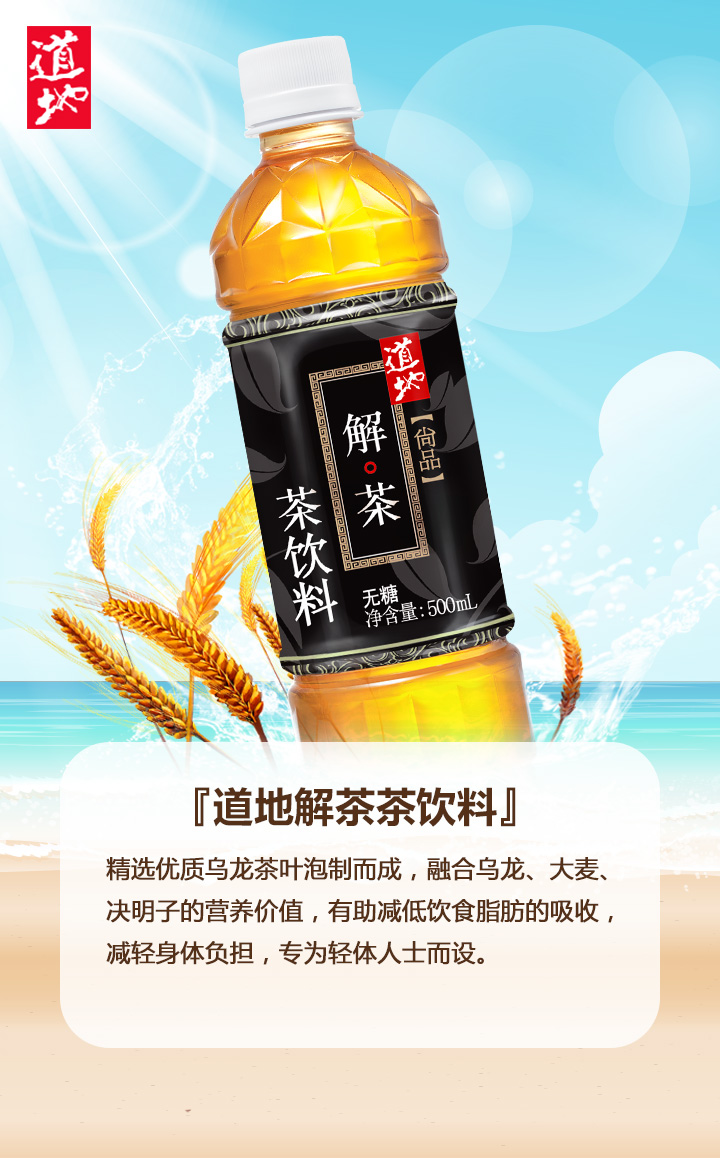 道地
道地
【尚品】
解·茶
茶饮料
无糖
净含量:500mL
『道地解茶茶饮料』
精选优质乌龙茶叶泡制而成，融合乌龙、大麦、
决明子的营养价值，有助减低饮食脂肪的吸收，
减轻身体负担，专为轻体人士而设。